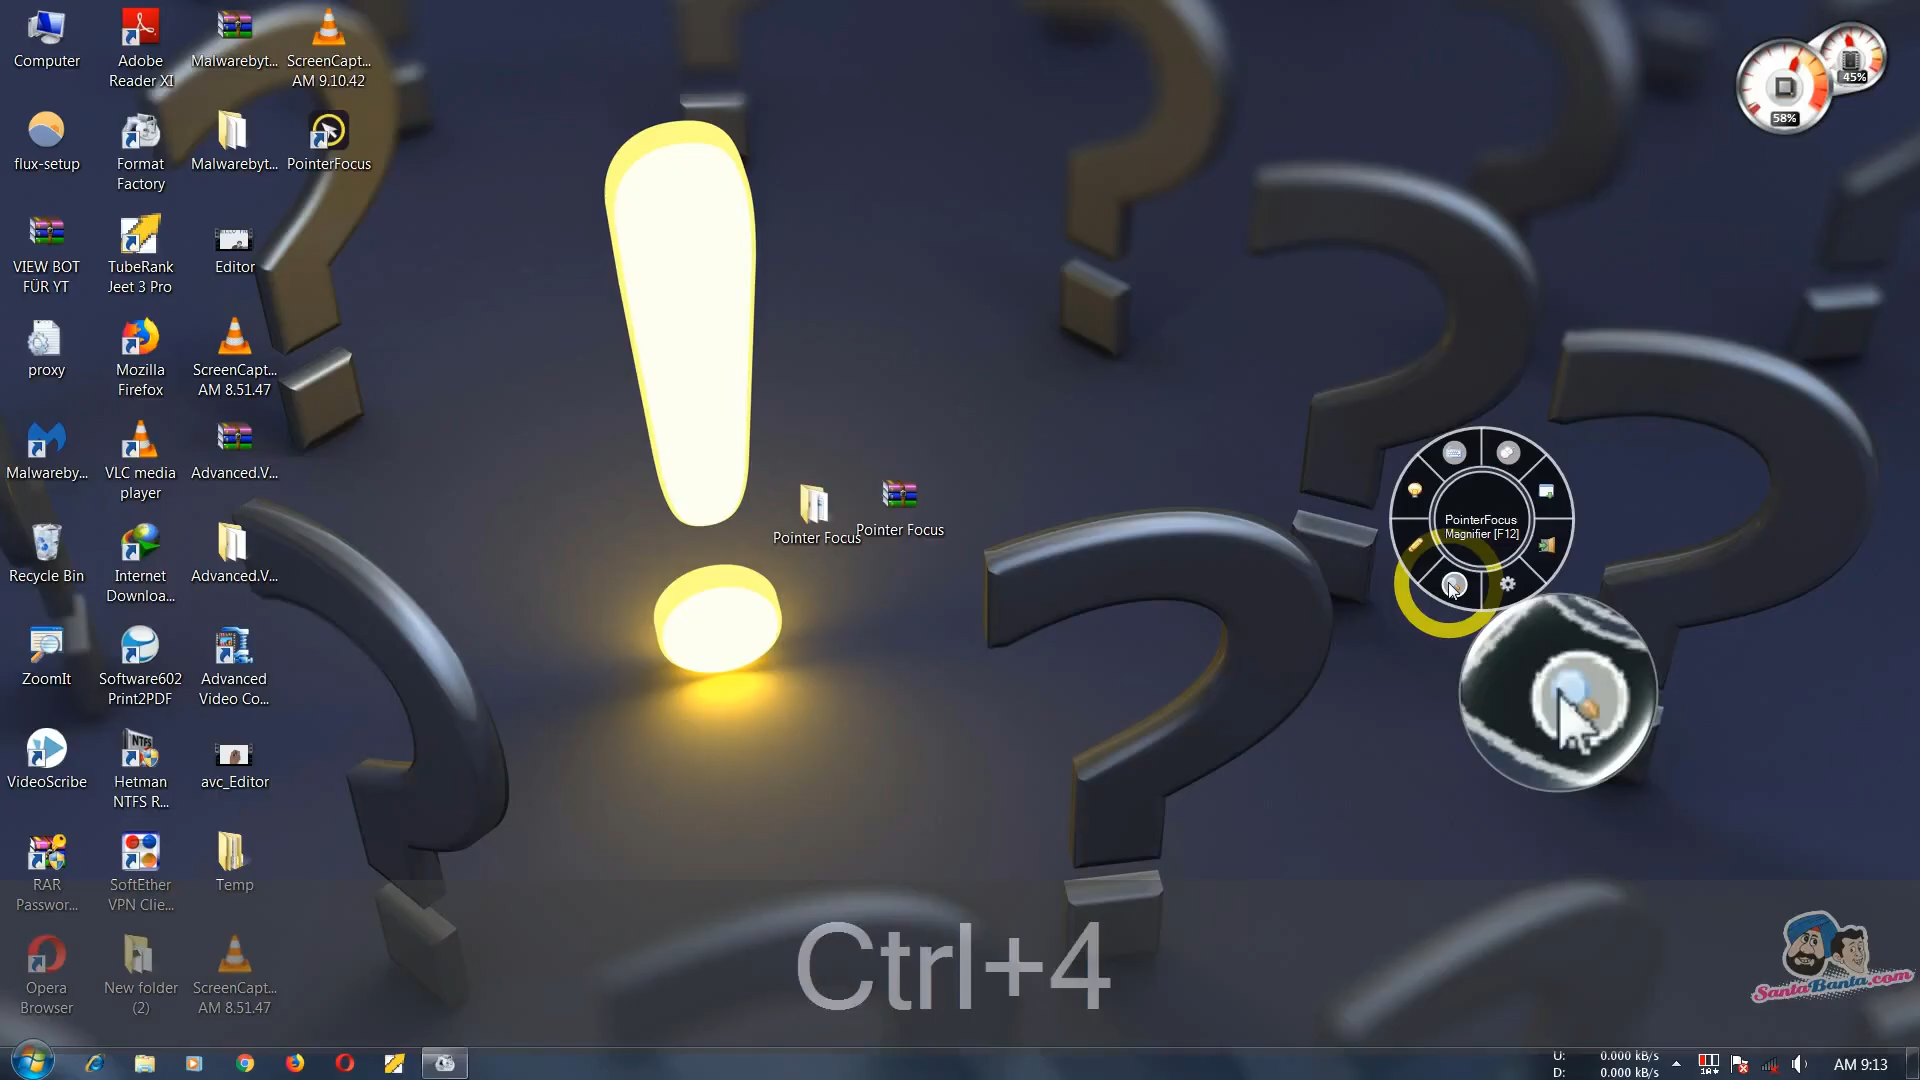 Computer
Adobe
Reader XI
Malwarebyt...
ScreenCapt...
AM 9.10.42
flux-setup
Format
Factory
Malwarebyt...
PointerFocus
VIEW BOT
FÜR YT
TubeRank
Jeet 3 Pro
Editor
proxy
Mozilla
Firefox
ScreenCapt...
AM 8.51.47
Malwareby...
VLC media
player
Advanced.V...
Recycle Bin
Internet
Downloa...
Advanced.V...
ZoomIt
Software602
Print2PDF
Advanced
Video Co...
VideoScribe
Hetman
NTFS R...
avc_Editor
RAR
Passwor...
SoftEther
VPN Clie...
Temp
Opera
Browser
New folder
(2)
ScreenCapt...
AM 8.51.47
Pointer Focus
Pointer Focus
45%
58%
PointerFocus
Magnifier [F12]
Ctrl+4
SantaBanta.com
U: 0.000 kB/s
D: 0.000 kB/s
AM 9:13